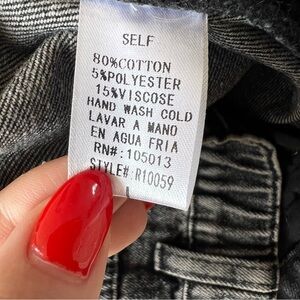 SELF
80%COTTON
5%POLYESTER
15%VISCOSE
HAND WASH COLD
LAVAR A MANO
EN AGUA FRIA
RN#: 105013
STYLE#:R10059
L